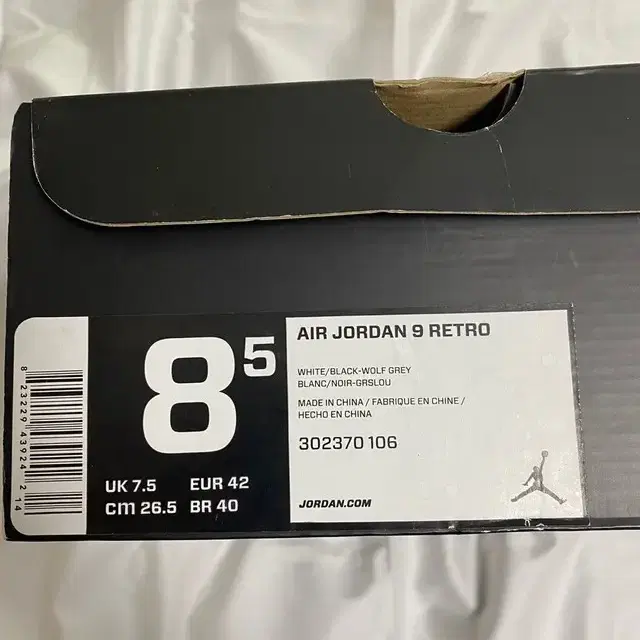 8 23229 43924 2 14
8 5
UK 7.5 EUR 42
cm 26.5 BR 40
AIR JORDAN 9 RETRO
WHITE/BLACK-WOLF GREY
BLANC/NOIR-GRSLOU
MADE IN CHINA / FABRIQUE EN CHINE /
HECHO EN CHINA
302370 106
JORDAN.COM